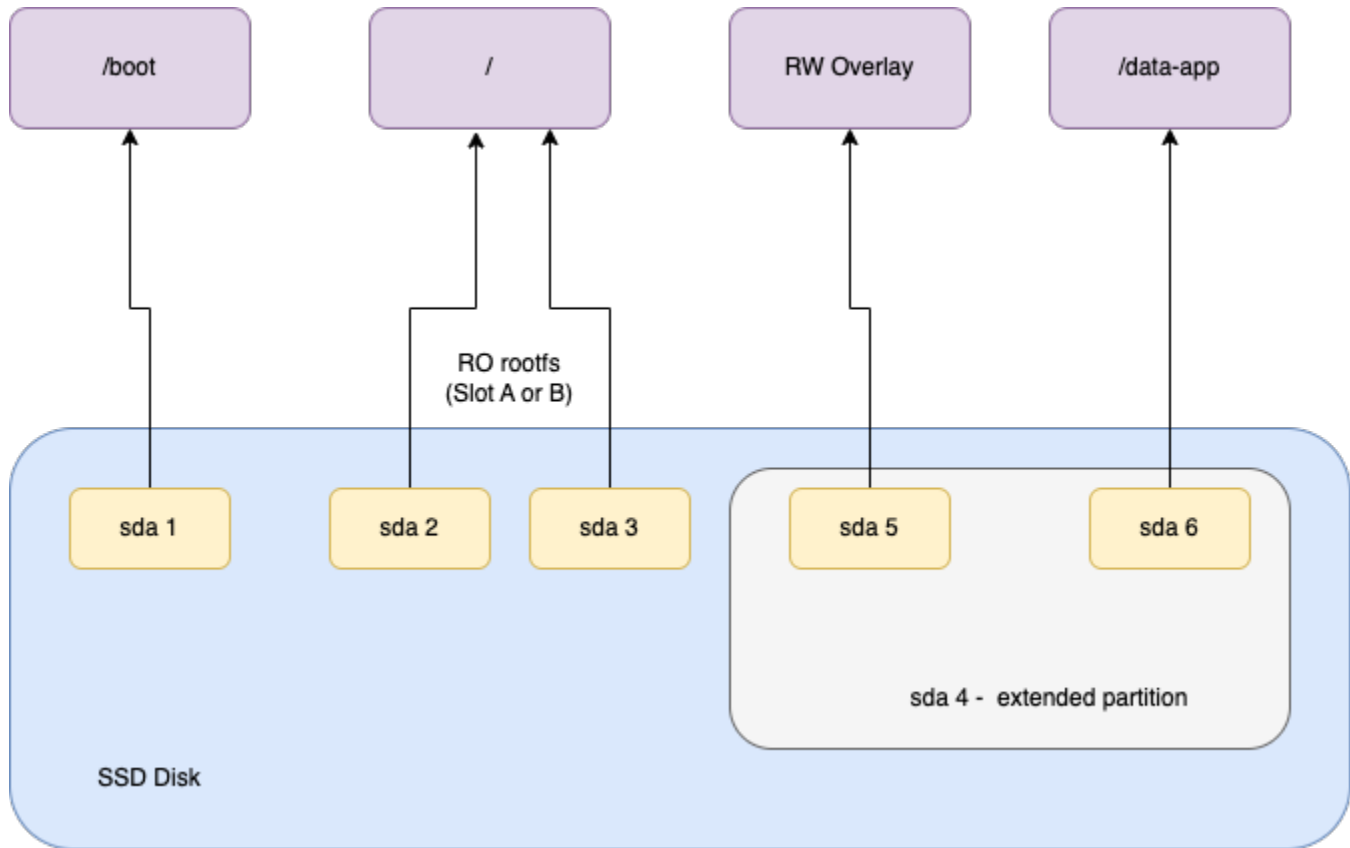 /boot
/
RW Overlay
/data-app
RO rootfs
(Slot A or B)
sda 1
sda 2
sda 3
sda 5
sda 6
sda 4 -  extended partition
SSD Disk